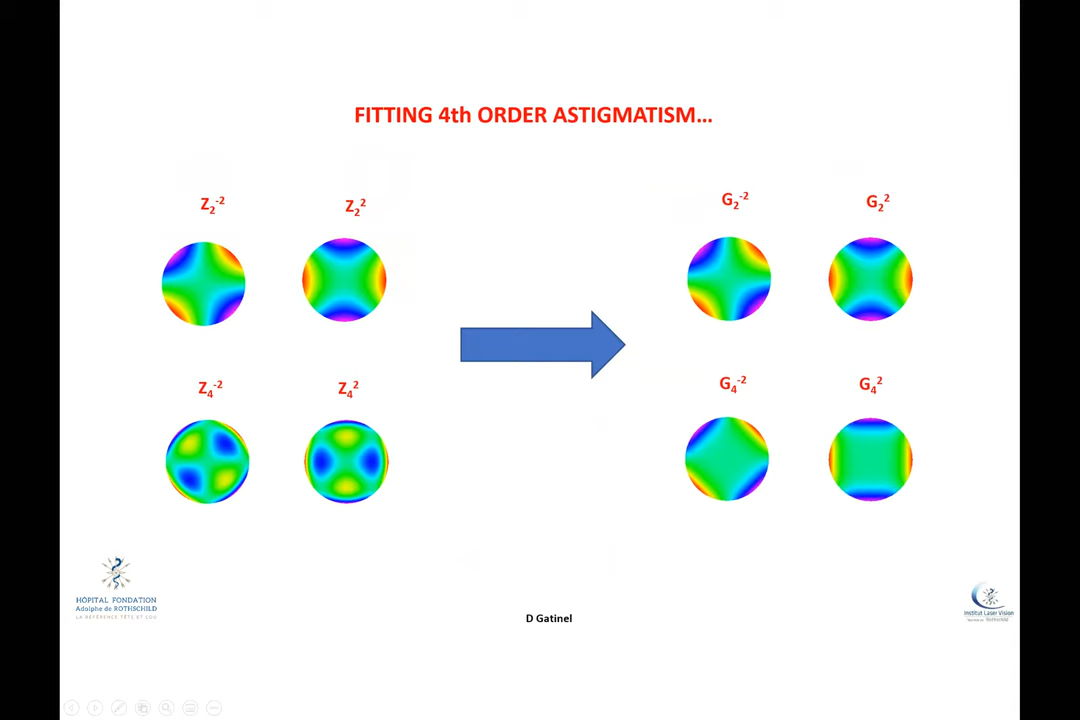 FITTING 4th ORDER ASTIGMATISM...
Z₂⁻² Z₂² G₂⁻² G₂²
Z₄⁻² Z₄² G₄⁻² G₄²
HÔPITAL FONDATION
Adolphe de ROTHSCHILD
LA RÉFÉRENCE TÊTE ET COU
Institut Laser Vision
D Gatinel